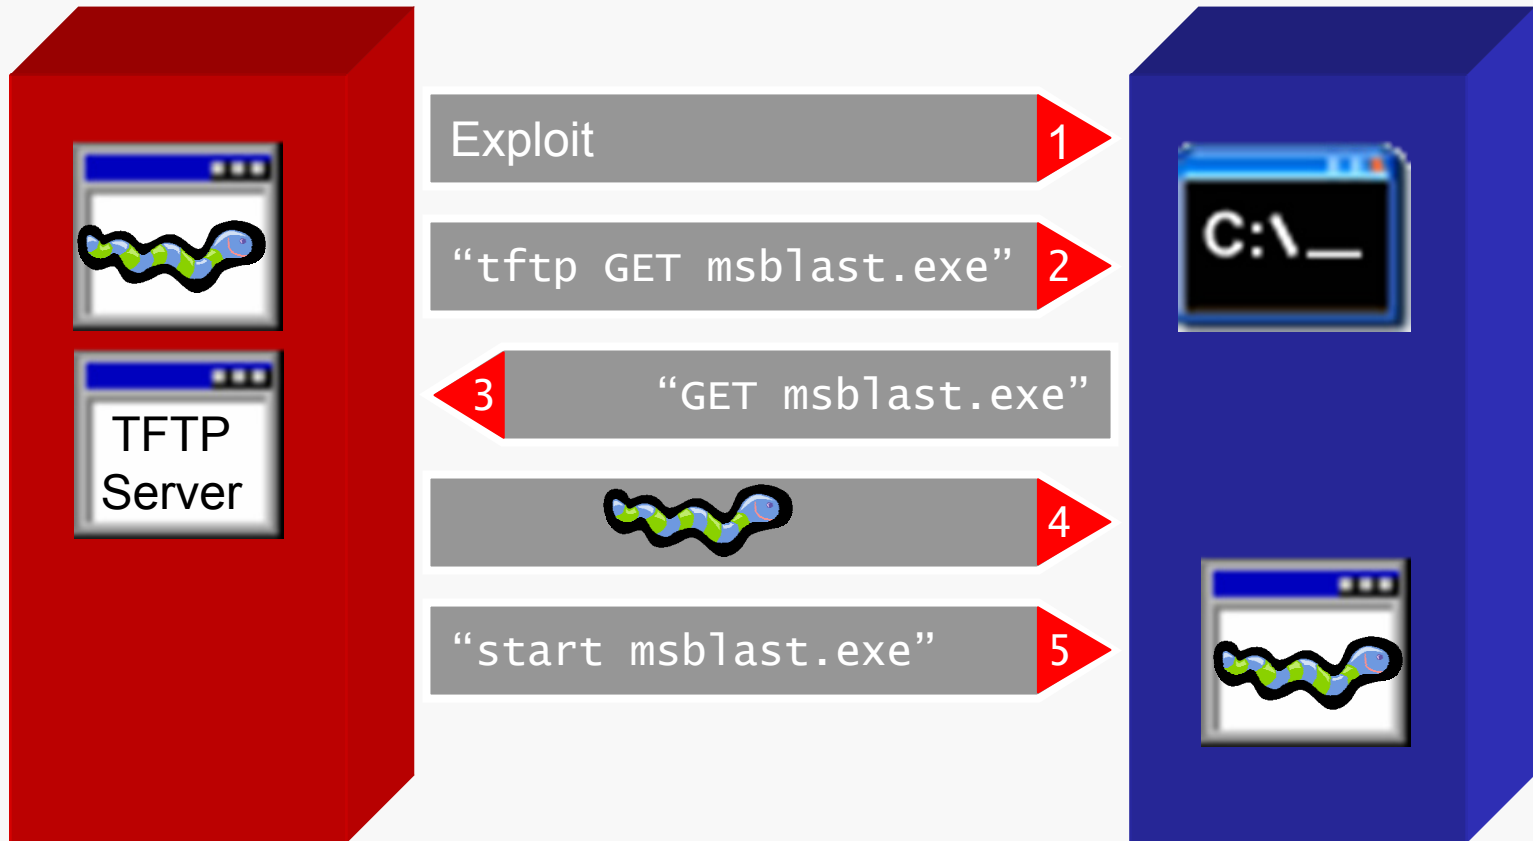 Exploit
1
C:\_
“tftp GET msblast.exe”
2
3
“GET msblast.exe”
TFTP
Server
4
“start msblast.exe”
5